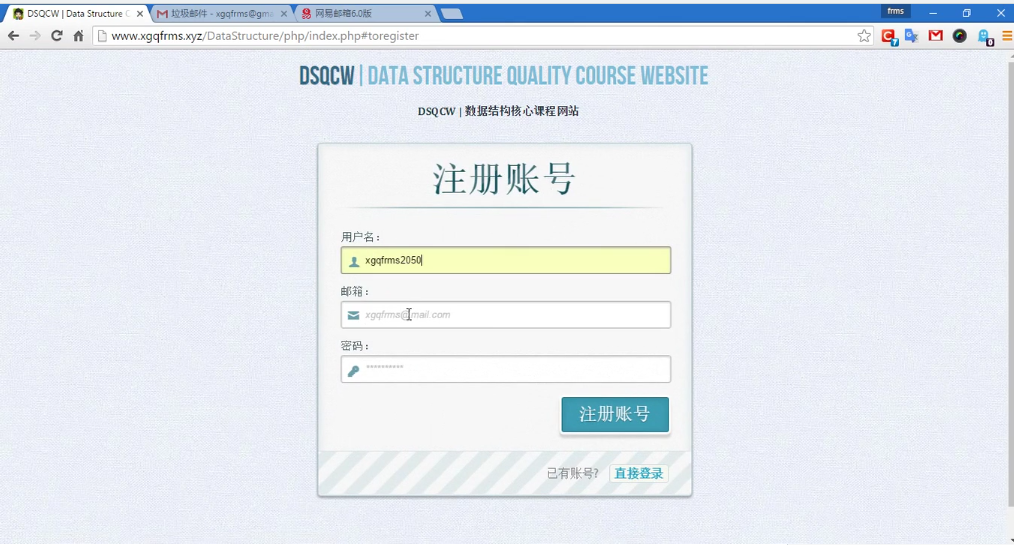 DSQCW | Data Structure C
垃圾邮件 - xgqfrms@gma
网易邮箱6.0版
frms
www.xgqfrms.xyz/DataStructure/php/index.php#toregister
DSQCW | DATA STRUCTURE QUALITY COURSE WEBSITE
DSQCW | 数据结构核心课程网站
注册账号
用户名：
xgqfrms2050
邮箱：
xgqfrms@mail.com
密码：
**********
注册账号
已有账号?
直接登录